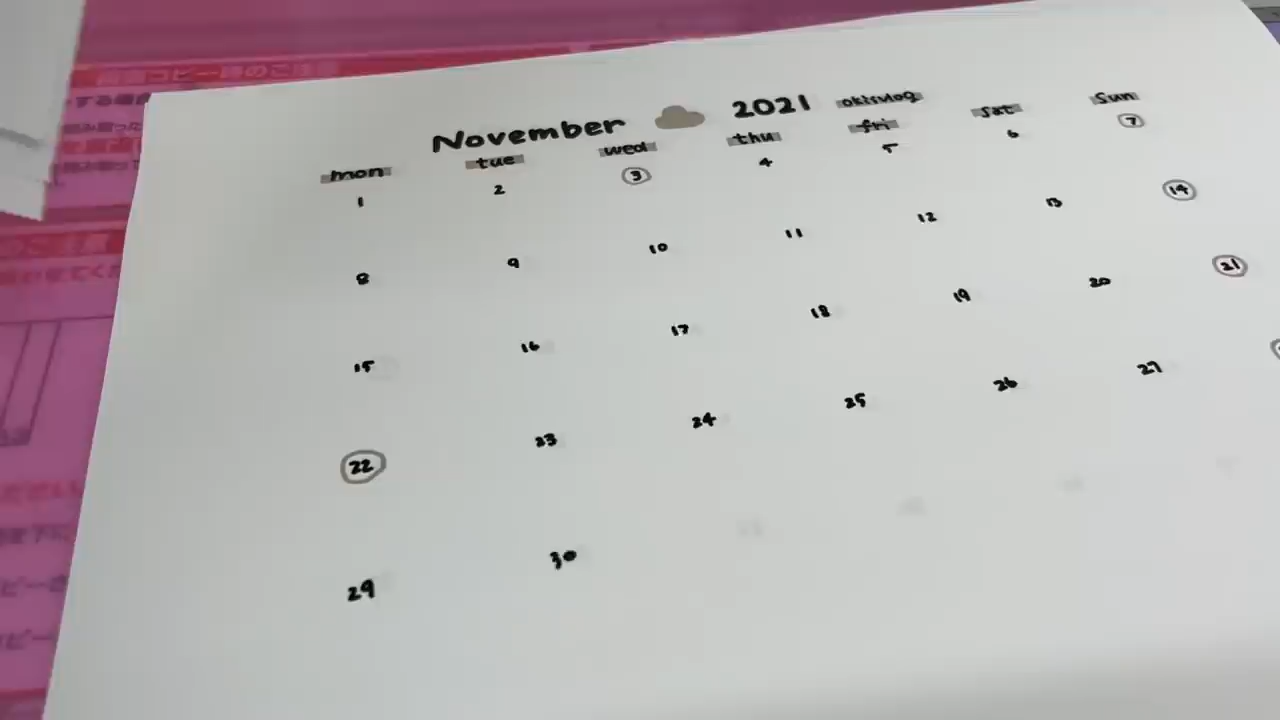 November 2021 okisvlog
mon tue wed thu fri sat sun
1 2 3 4 5 6 7
8 9 10 11 12 13 14
15 16 17 18 19 20 21
22 23 24 25 26 27
29 30